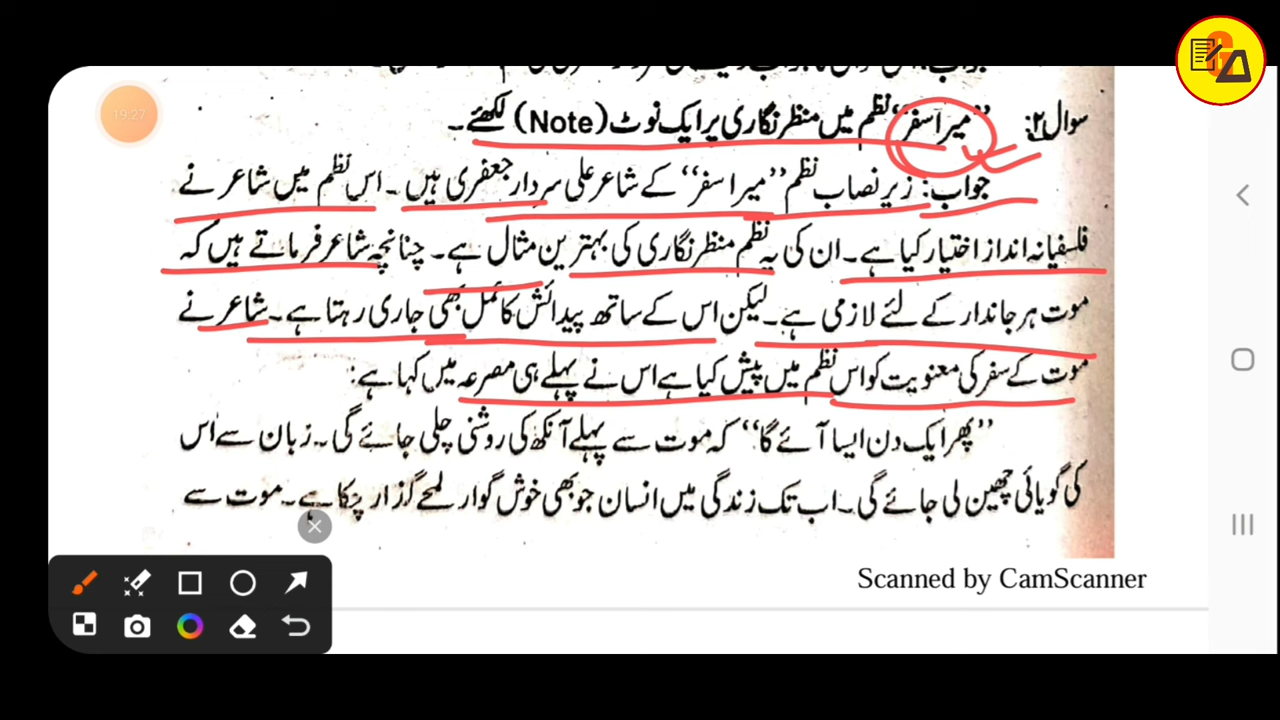 سوال ۲: ’’میرا سفر‘‘ نظم میں منظر نگاری پر ایک نوٹ (Note) لکھئے۔
جواب: زیر نصاب نظم ’’میرا سفر‘‘ کے شاعر علی سردار جعفری ہیں۔ اس نظم میں شاعر نے
فلسفیانہ انداز اختیار کیا ہے۔ ان کی یہ نظم منظر نگاری کی بہترین مثال ہے۔ چنانچہ شاعر فرماتے ہیں کہ
موت ہر جاندار کے لئے لازمی ہے۔ لیکن اس کے ساتھ پیدائش کا عمل بھی جاری رہتا ہے۔ شاعر نے
موت کے سفر کی معنویت کو اس نظم میں پیش کیا ہے اس نے پہلے ہی مصرعہ میں کہا ہے:
’’پھر ایک دن ایسا آئے گا‘‘ کہ موت سے پہلے آنکھ کی روشنی چلی جائے گی۔ زبان سے اس
کی گویائی چھین لی جائے گی۔ اب تک زندگی میں انسان جو بھی خوش گوار لمحے گزار چکا ہے۔ موت سے
Scanned by CamScanner
19:27